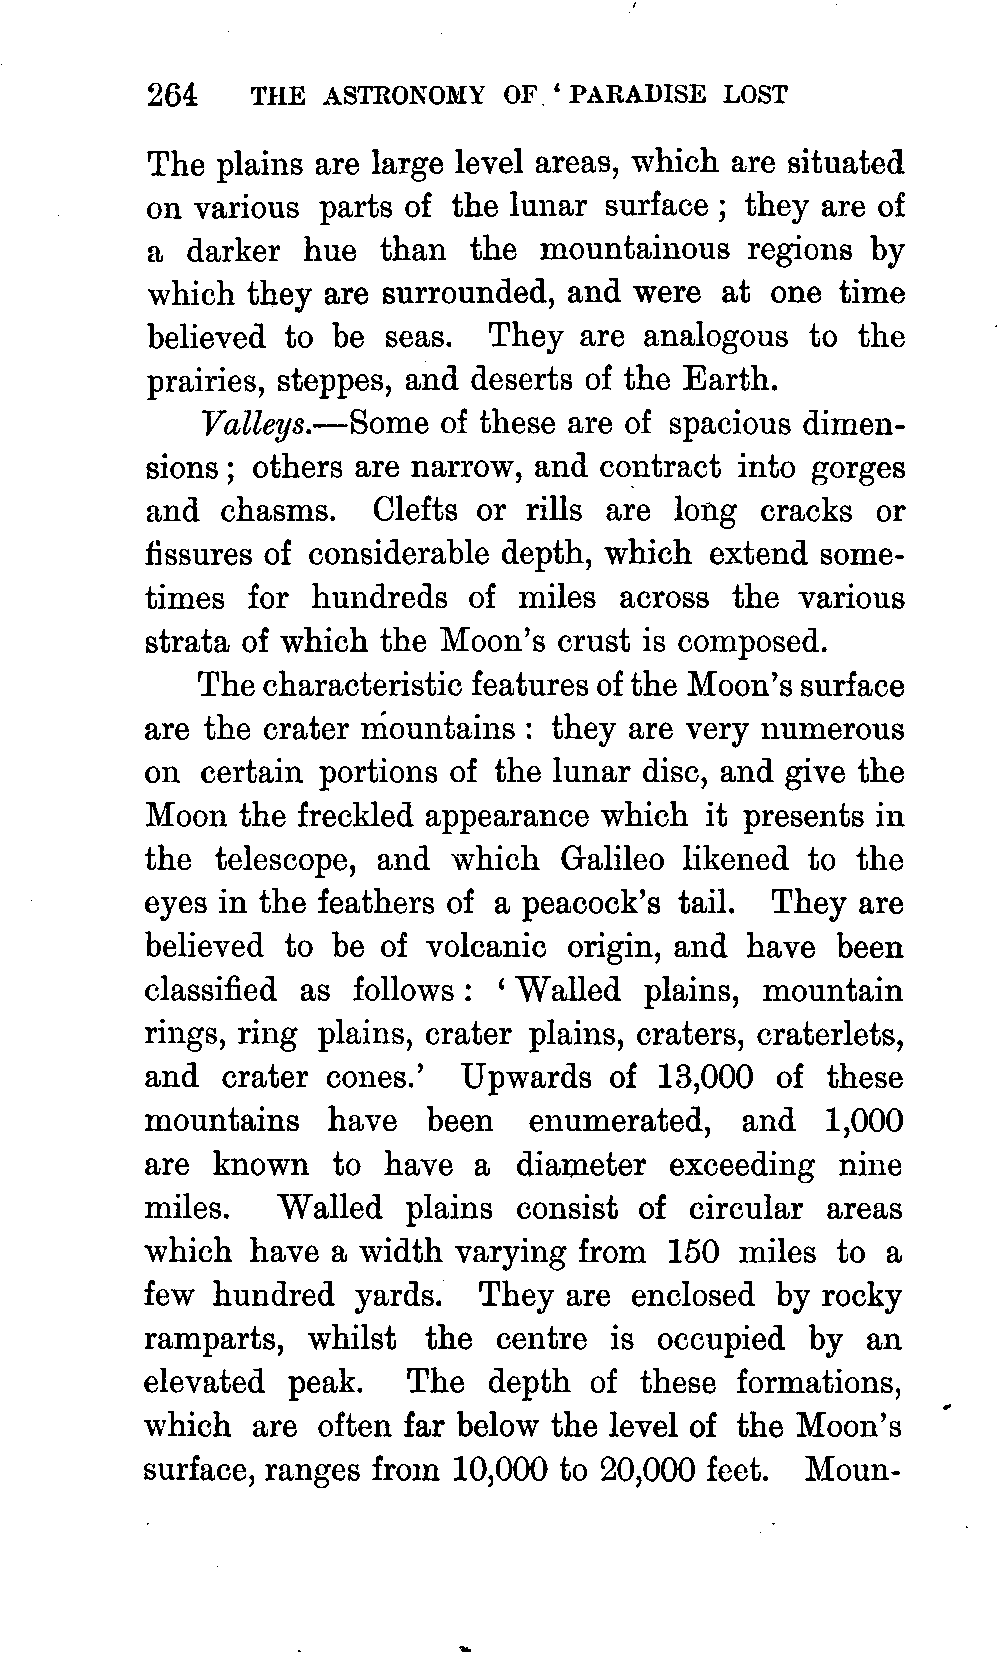 264 THE ASTRONOMY OF ‘ PARADISE LOST
The plains are large level areas, which are situated
on various parts of the lunar surface ; they are of
a darker hue than the mountainous regions by
which they are surrounded, and were at one time
believed to be seas. They are analogous to the
prairies, steppes, and deserts of the Earth.
Valleys.—Some of these are of spacious dimen-
sions ; others are narrow, and contract into gorges
and chasms. Clefts or rills are long cracks or
fissures of considerable depth, which extend some-
times for hundreds of miles across the various
strata of which the Moon’s crust is composed.
The characteristic features of the Moon’s surface
are the crater mountains : they are very numerous
on certain portions of the lunar disc, and give the
Moon the freckled appearance which it presents in
the telescope, and which Galileo likened to the
eyes in the feathers of a peacock’s tail. They are
believed to be of volcanic origin, and have been
classified as follows : ‘ Walled plains, mountain
rings, ring plains, crater plains, craters, craterlets,
and crater cones.’ Upwards of 13,000 of these
mountains have been enumerated, and 1,000
are known to have a diameter exceeding nine
miles. Walled plains consist of circular areas
which have a width varying from 150 miles to a
few hundred yards. They are enclosed by rocky
ramparts, whilst the centre is occupied by an
elevated peak. The depth of these formations,
which are often far below the level of the Moon’s
surface, ranges from 10,000 to 20,000 feet. Moun-